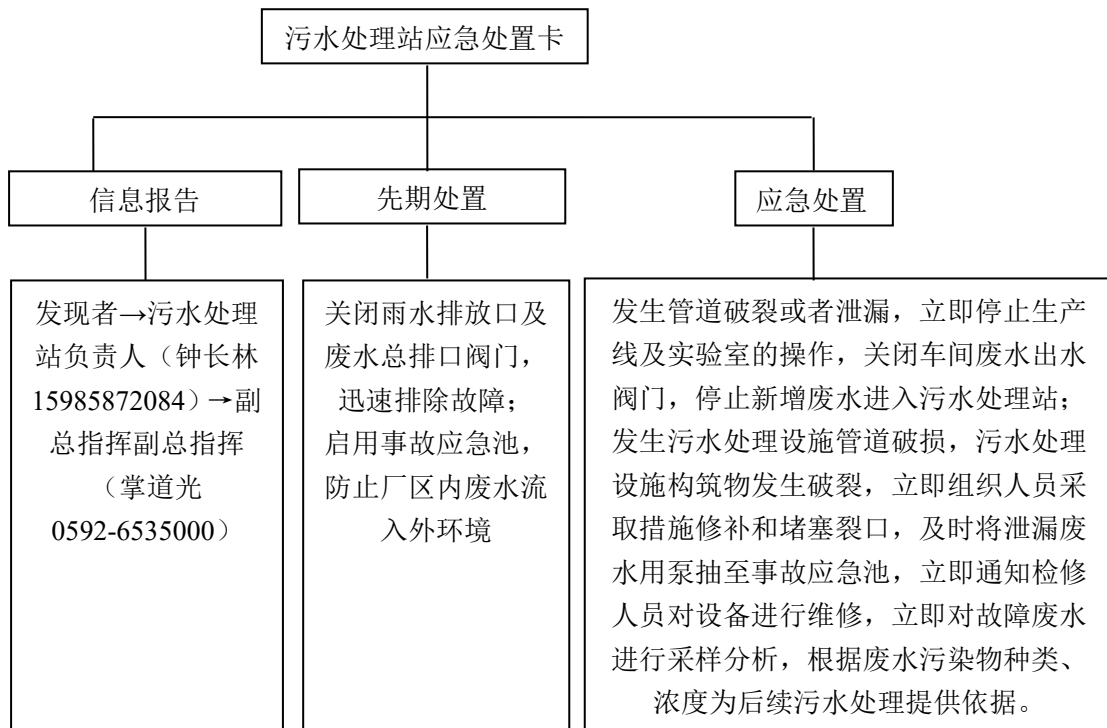 污水处理站应急处置卡
信息报告
先期处置
应急处置
发现者→污水处理
站负责人（钟长林
15985872084）→副
总指挥副总指挥
（掌道光
0592-6535000）
关闭雨水排放口及
废水总排口阀门，
迅速排除故障；
启用事故应急池，
防止厂区内废水流
入外环境
发生管道破裂或者泄漏，立即停止生产
线及实验室的操作，关闭车间废水出水
阀门，停止新增废水进入污水处理站；
发生污水处理设施管道破损，污水处理
设施构筑物发生破裂，立即组织人员采
取措施修补和堵塞裂口，及时将泄漏废
水用泵抽至事故应急池，立即通知检修
人员对设备进行维修，立即对故障废水
进行采样分析，根据废水污染物种类、
浓度为后续污水处理提供依据。